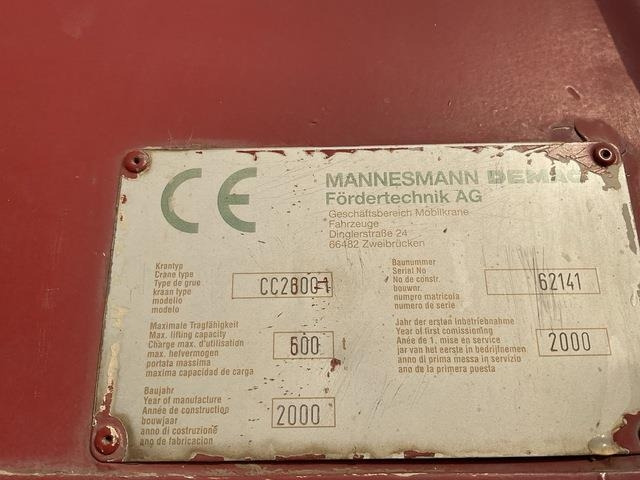 CE
MANNESMANN DEMAG
Fördertechnik AG
Geschäftsbereich Mobilkrane
Fahrzeuge
Dinglerstraße 24
66482 Zweibrücken
Krantyp
Crane type
Type de grue
kraan type
modelio
modelo
Baunummer
Serial No
No de constr.
bouwnr.
numero matricola
numero de serie
62141
Maximale Tragfähigkeit
Max. lifting capacity
Charge max. d'utilisation
max. hefvermogen
portata massima
maxima capacidad de carga
600
Jahr der ersten Inbetriebnahme
Year of first comissioning
Anée de 1. mise en service
jar van het eerste in bedrijfnemen
anno di prima messa in servizio
ano de la primera puesta
2000
Baujahr
Year of manufacture
Année de construction
bouwjaar
anno di costruzione
ano de fabricacion
2000